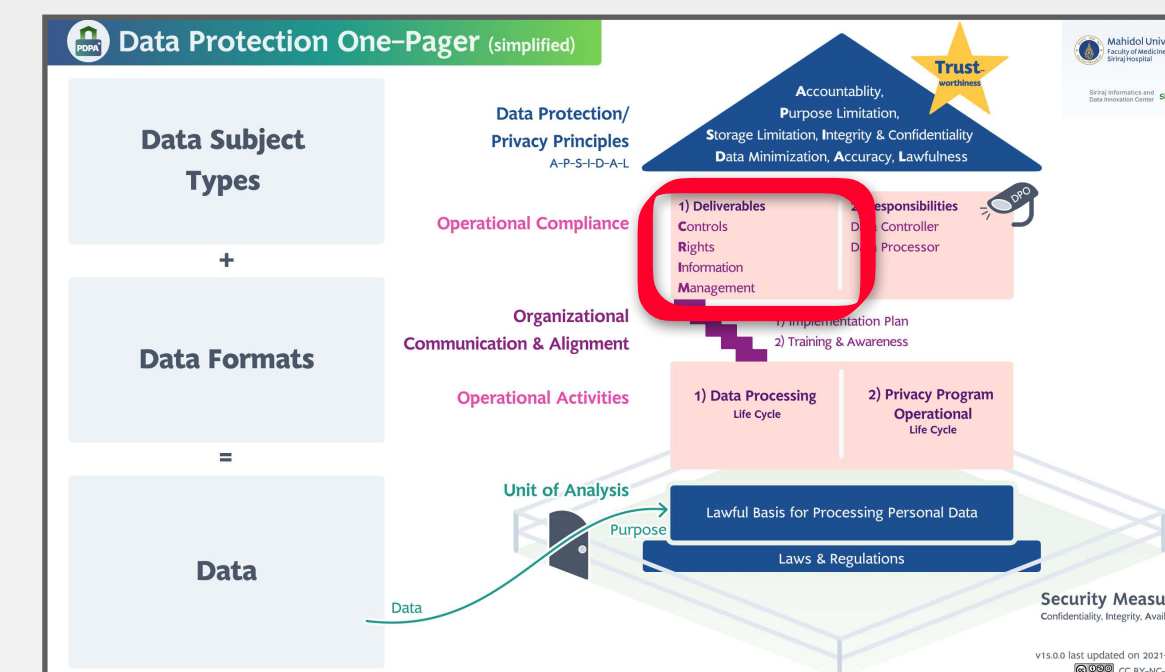 PDPA
Data Protection One-Pager (simplified)
Data Subject
Types
+
Data Formats
=
Data
Data Protection/
Privacy Principles
A-P-S-I-D-A-L
Trust-
worthiness
Accountablity,
Purpose Limitation,
Storage Limitation, Integrity & Confidentiality
Data Minimization, Accuracy, Lawfulness
Mahidol
Faculty of Medicine
Siriraj Hospital
Siriraj Informatics and
Data Innovation Center
Operational Compliance
1) Deliverables
Controls
Rights
Information
Management
Controller
Processor
DPO
Organizational
Communication & Alignment
1) Implementation Plan
2) Training & Awareness
Operational Activities
1) Data Processing
Life Cycle
2) Privacy Program
Operational
Life Cycle
Unit of Analysis
Purpose
Data
Lawful Basis for Processing Personal Data
Laws & Regulations
Security
Confidentiality, Integrity,
v1s.0.0 last updated on 2021-
CC BY-NC-